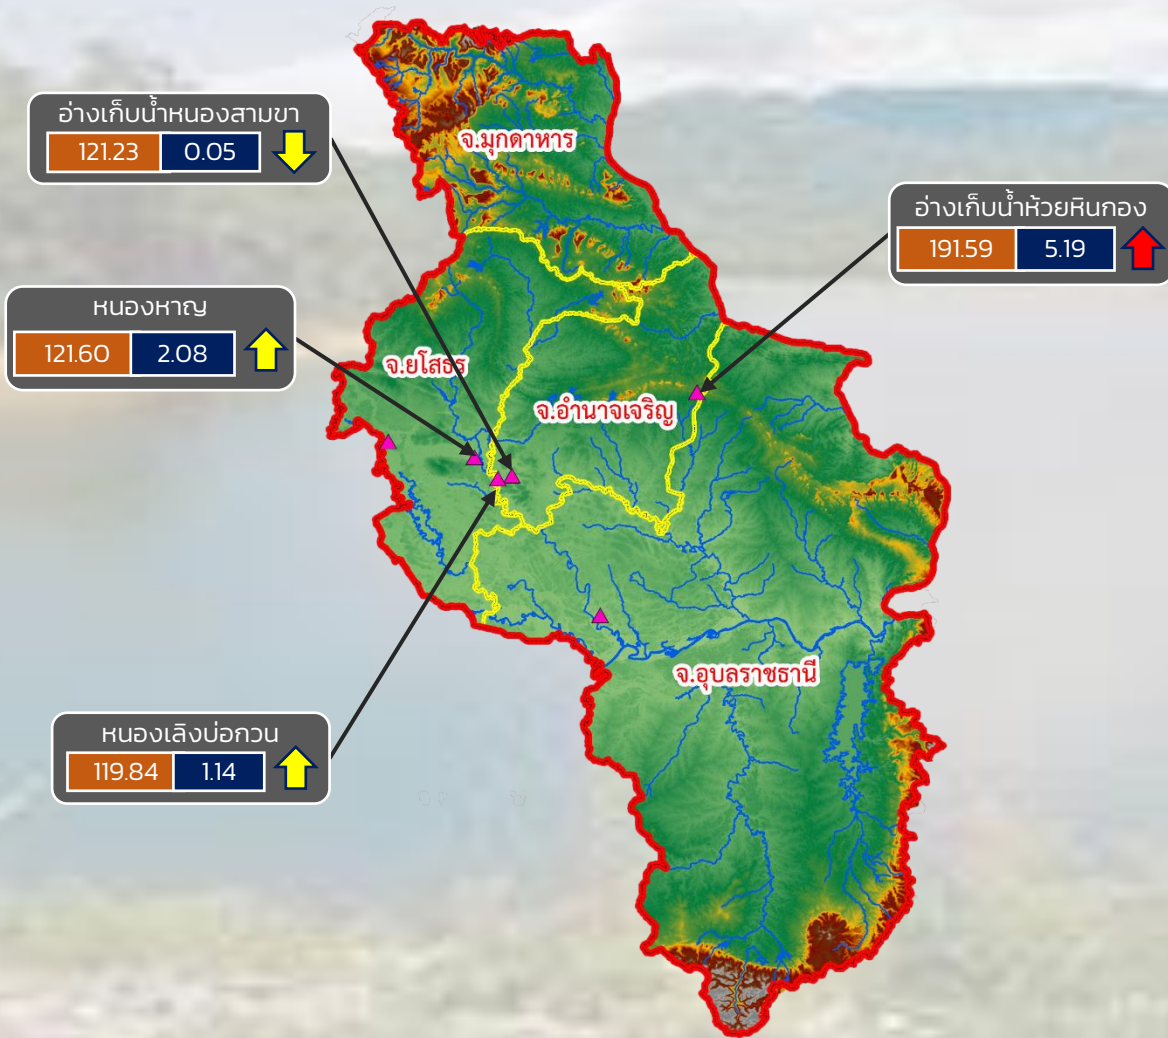 อ่างเก็บน้ำหนองสามขา
121.23 0.05
จ.มุกดาหาร
อ่างเก็บน้ำห้วยหินกอง
191.59 5.19
หนองหาญ
121.60 2.08
จ.ยโสธร
จ.อำนาจเจริญ
จ.อุบลราชธานี
หนองเลิงบ่อกวน
119.84 1.14